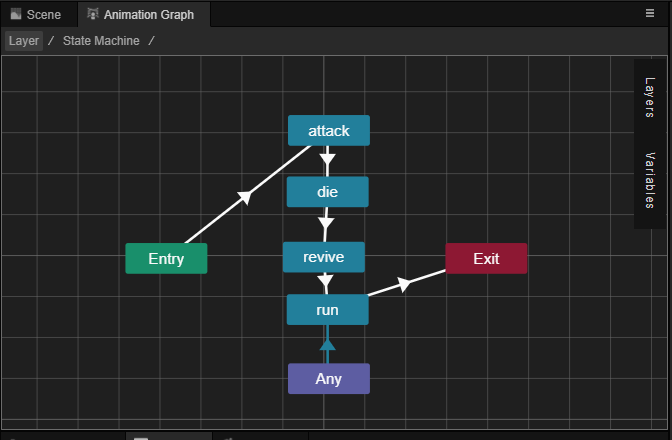 Scene
Animation Graph
Layer / State Machine /
Layers
Variables
attack
die
Entry
revive
Exit
run
Any